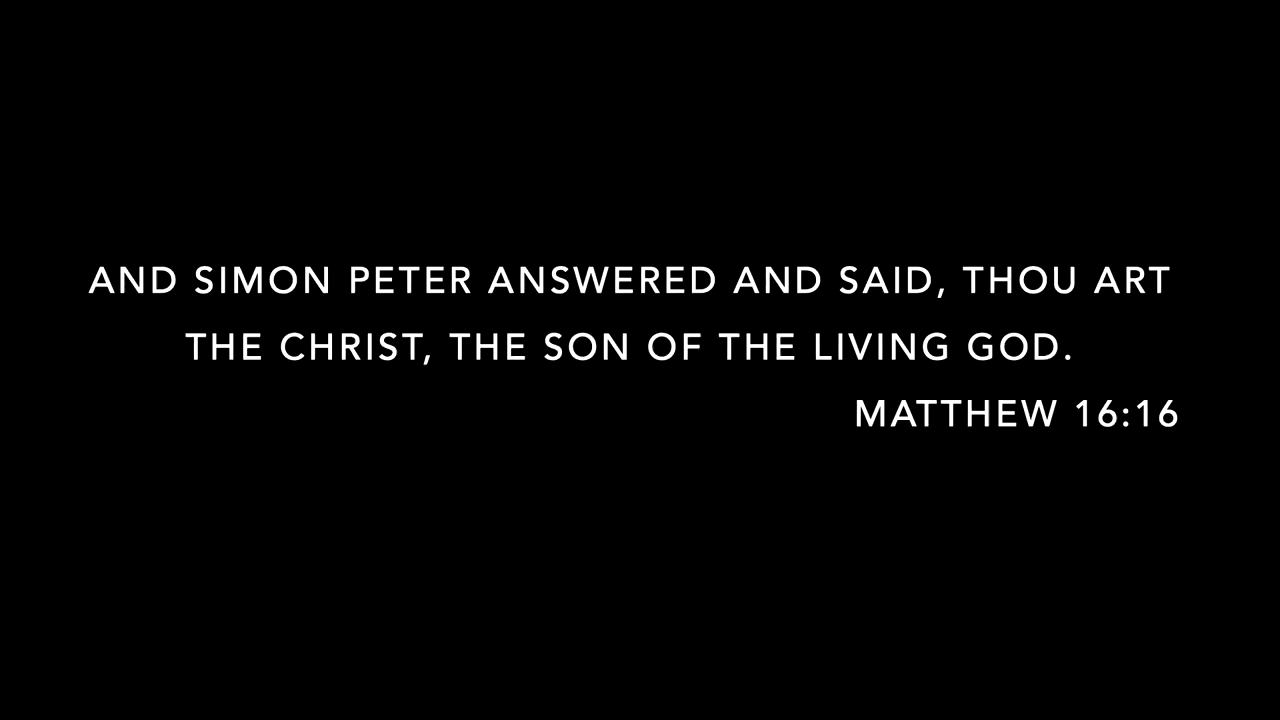 AND SIMON PETER ANSWERED AND SAID, THOU ART
THE CHRIST, THE SON OF THE LIVING GOD.
MATTHEW 16:16